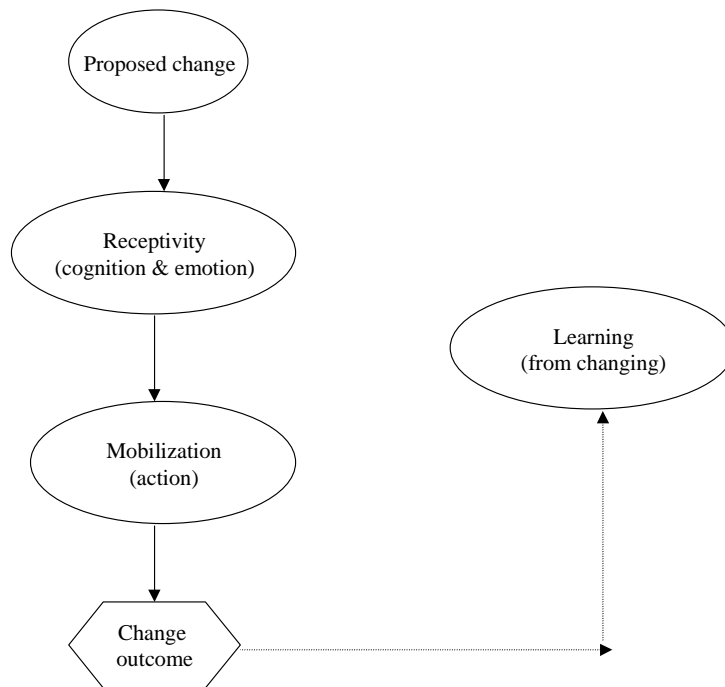 Proposed change
Receptivity
(cognition & emotion)
Learning
(from changing)
Mobilization
(action)
Change
outcome